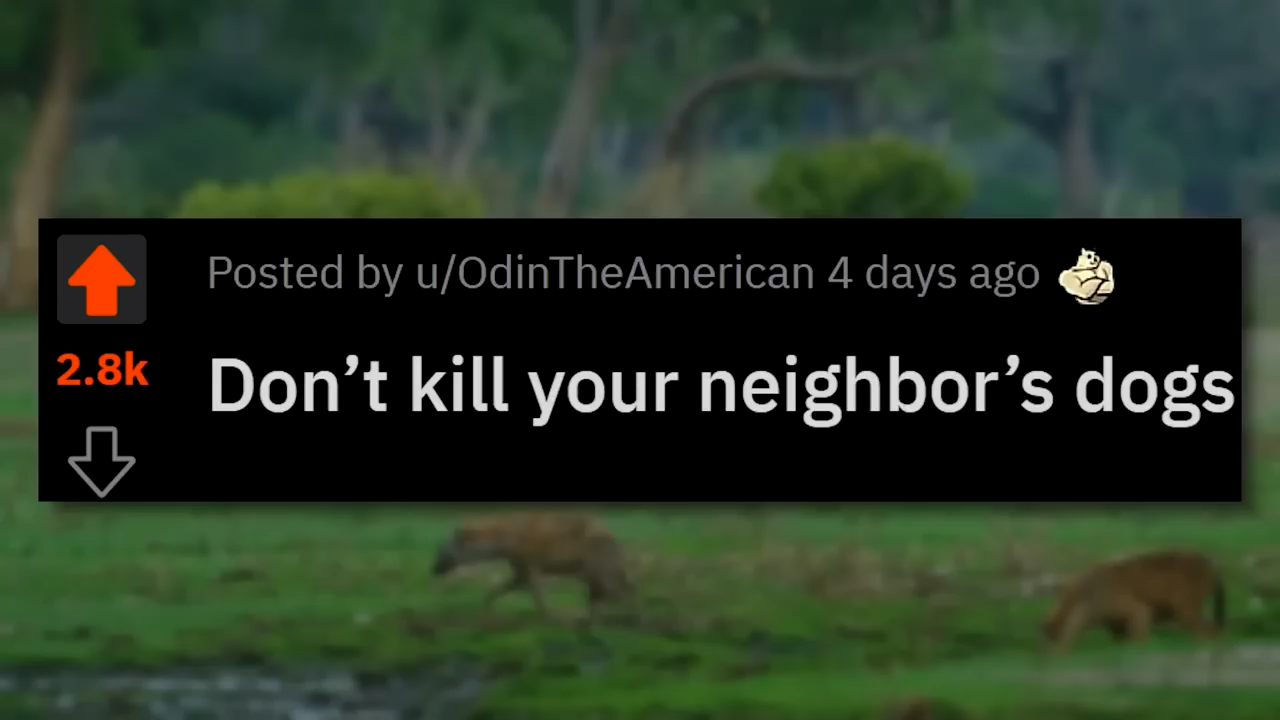 Posted by u/OdinTheAmerican 4 days ago
2.8k
Don’t kill your neighbor’s dogs